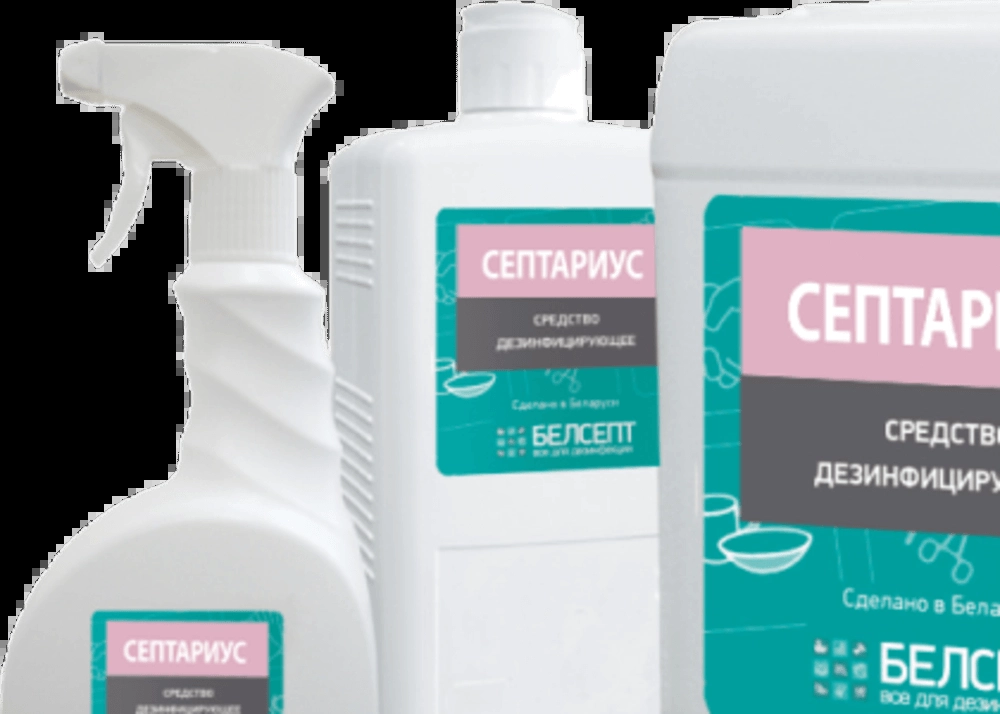 СЕПТАРИУС
СРЕДСТВО
ДЕЗИНФИЦИРУЮЩЕЕ
СЕПТАРИУС
СРЕДСТВО
ДЕЗИНФИЦИРУЮЩЕЕ
Сделано в Беларуси
БЕЛСЕПТ
все для дезинфекции
СЕПТАРИ
СРЕДСТВО
ДЕЗИНФИЦИРУ
Сделано в Бела
БЕЛСЕ
все для дезин